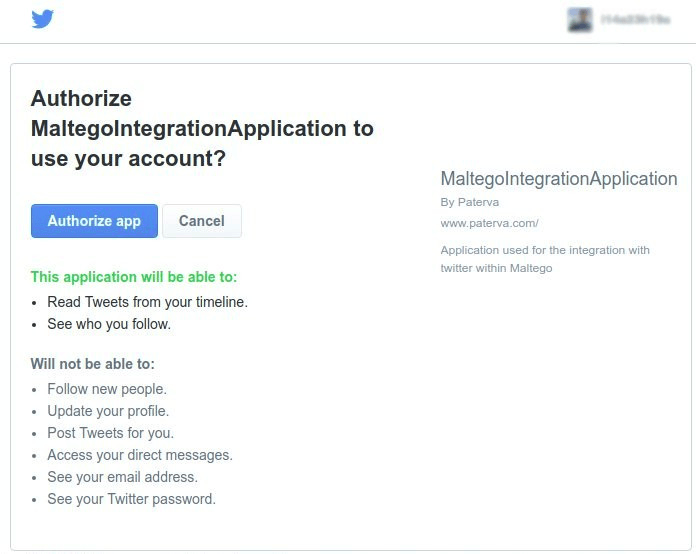 Authorize
MaltegoIntegrationApplication to
use your account?
Authorize app
Cancel
This application will be able to:
• Read Tweets from your timeline.
• See who you follow.
Will not be able to:
• Follow new people.
• Update your profile.
• Post Tweets for you.
• Access your direct messages.
• See your email address.
• See your Twitter password.
MaltegoIntegrationApplication
By Paterva
www.paterva.com/
Application used for the integration with
twitter within Maltego